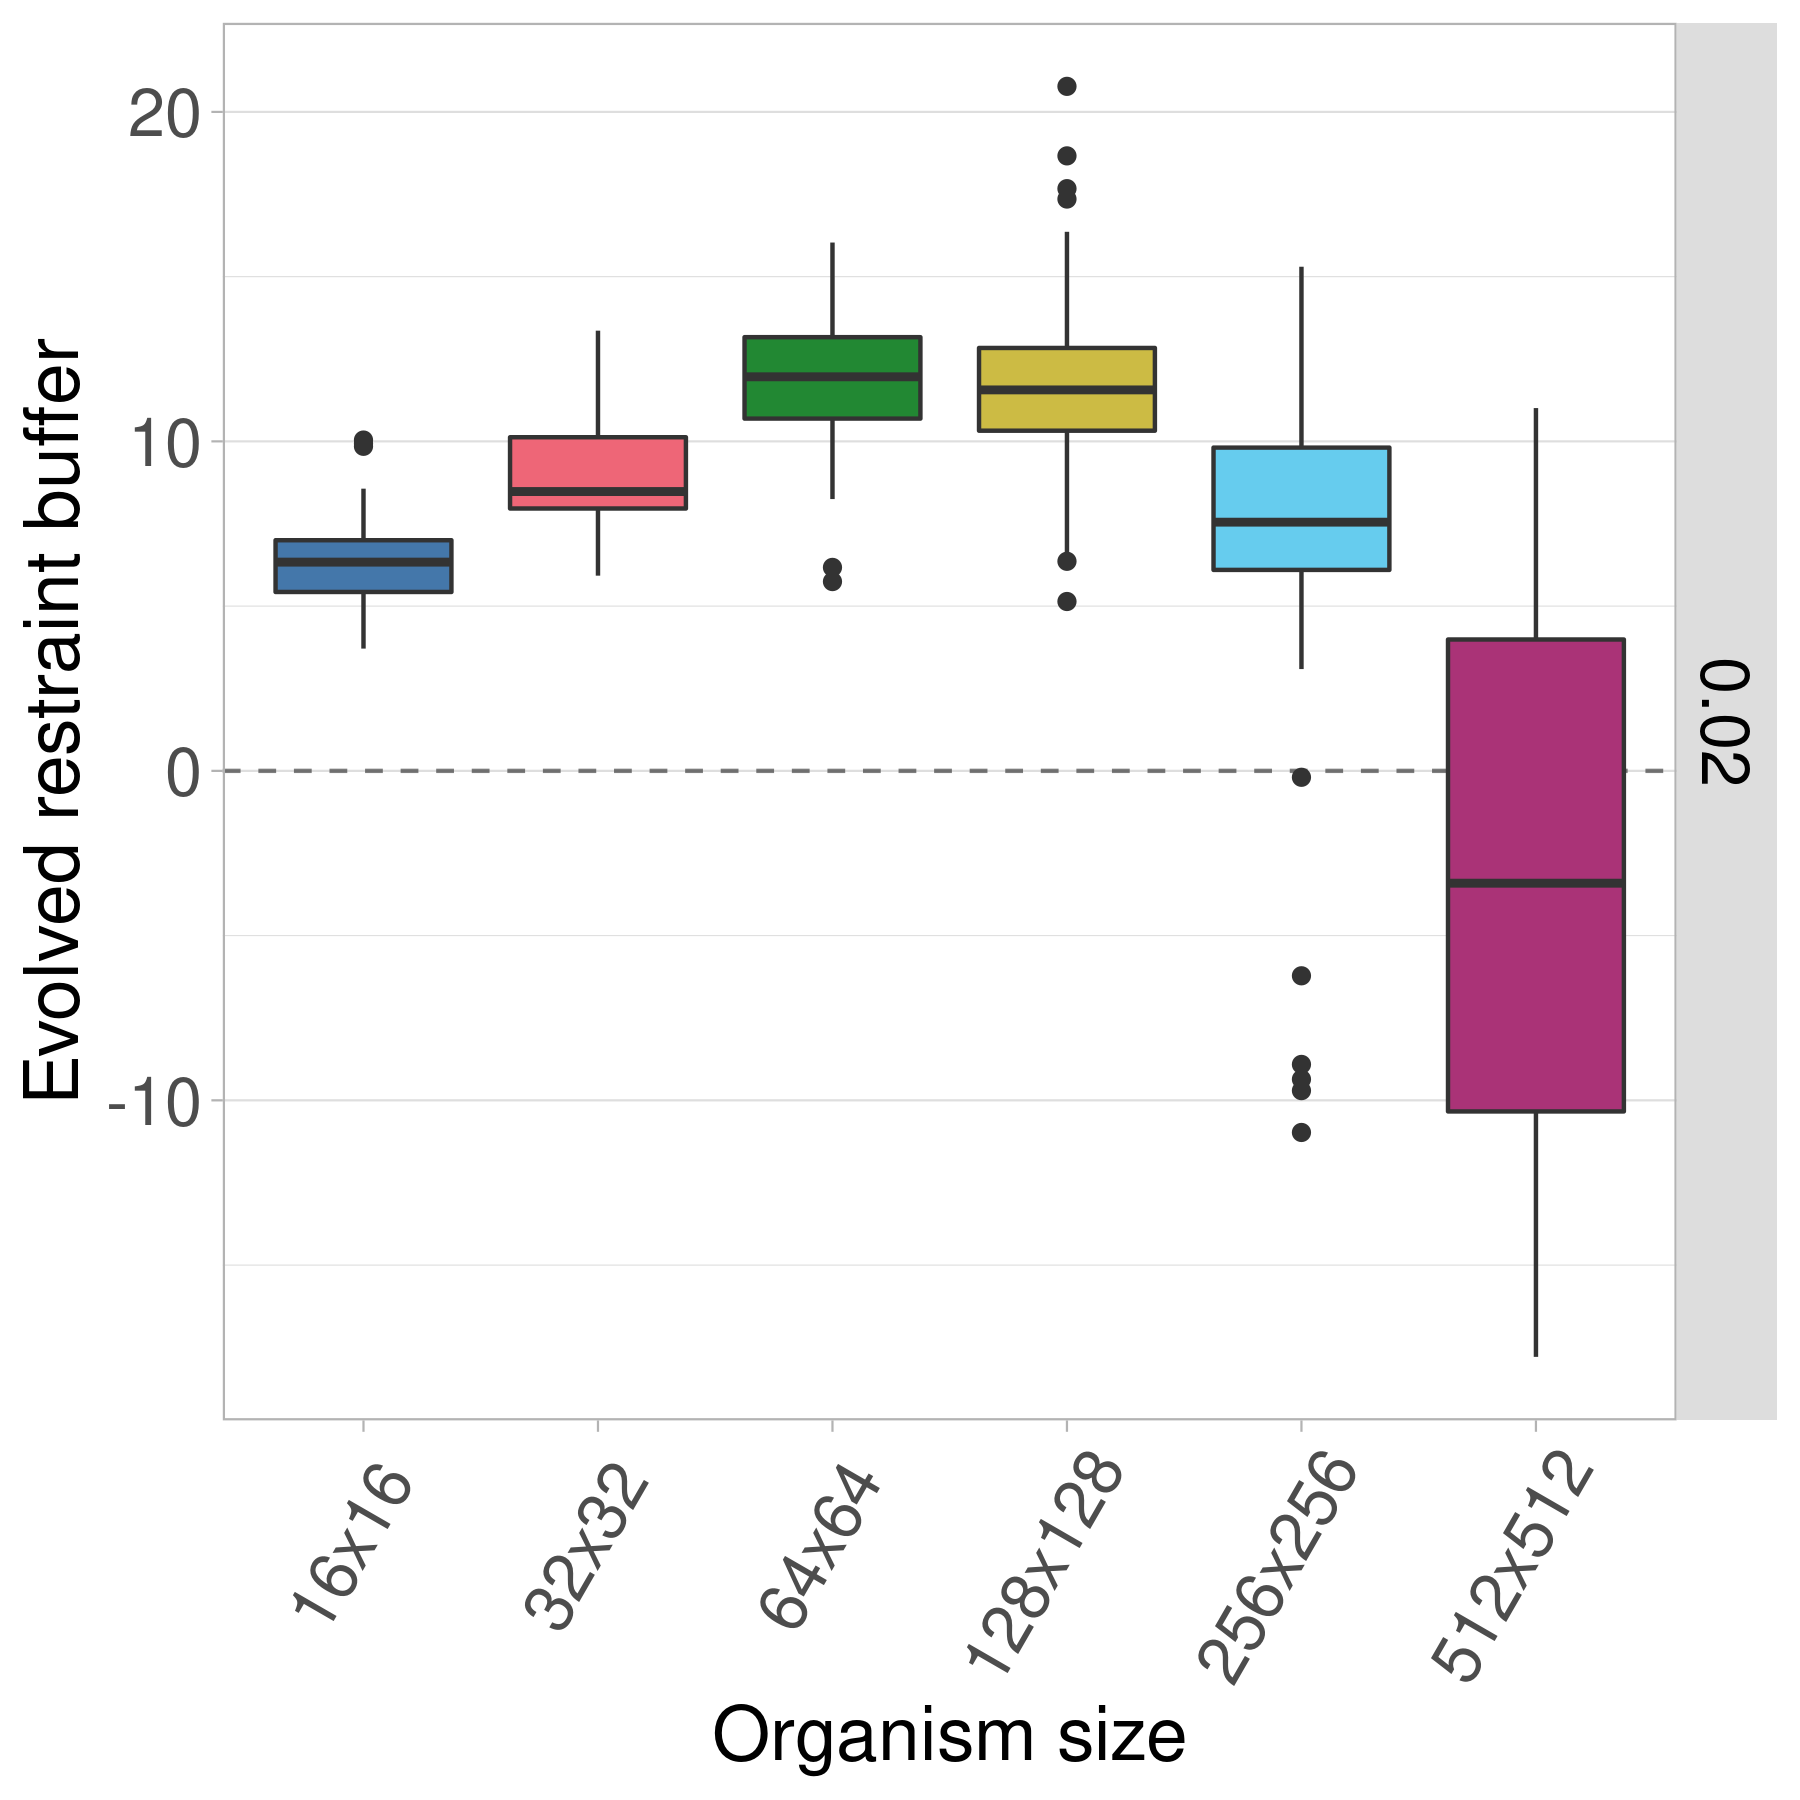 Evolved restraint buffer
20
10
0
-10
0.02
16x16
32x32
64x64
128x128
256x256
512x512
Organism size